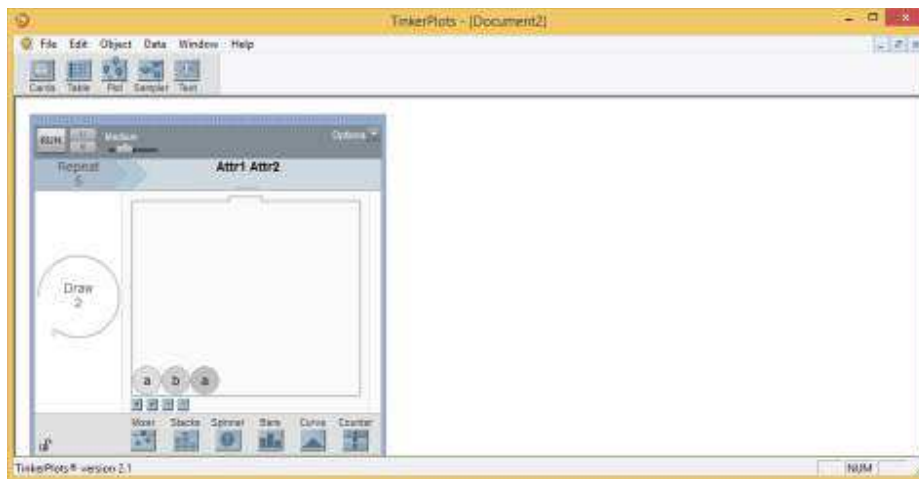 TinkerPlots - [Document2]
File Edit Object Data Window Help
Cards Table Plot Sampler Text
RUN Medium Options
Repeat
5
Attr1 Attr2
Draw
2
a b a
Mixer Stacks Spinner Bars Curve Counter
TinkerPlots® version 2.1 NUM